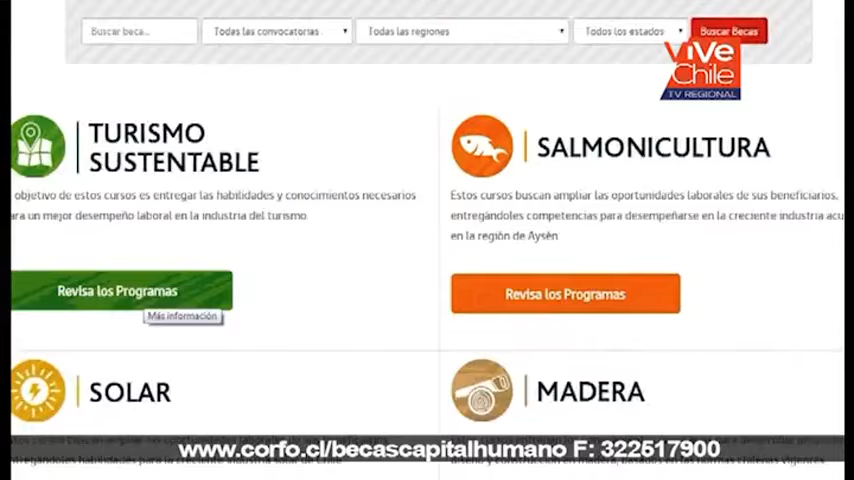 Buscar beca...
Todas las convocatorias
Todas las regiones
Todos los estados
Buscar Becas
ViVe
Chile
TV REGIONAL
TURISMO
SUSTENTABLE
objetivo de estos cursos es entregar las habilidades y conocimientos necesarios
ara un mejor desempeño laboral en la industria del turismo.
Revisa los Programas
Más información
SALMONICULTURA
Estos cursos buscan ampliar las oportunidades laborales de sus beneficiarios,
entregándoles competencias para desempeñarse en la creciente industria acu
en la región de Aysén
Revisa los Programas
SOLAR
MADERA
www.corfo.cl/becascapitalhumano F: 322517900